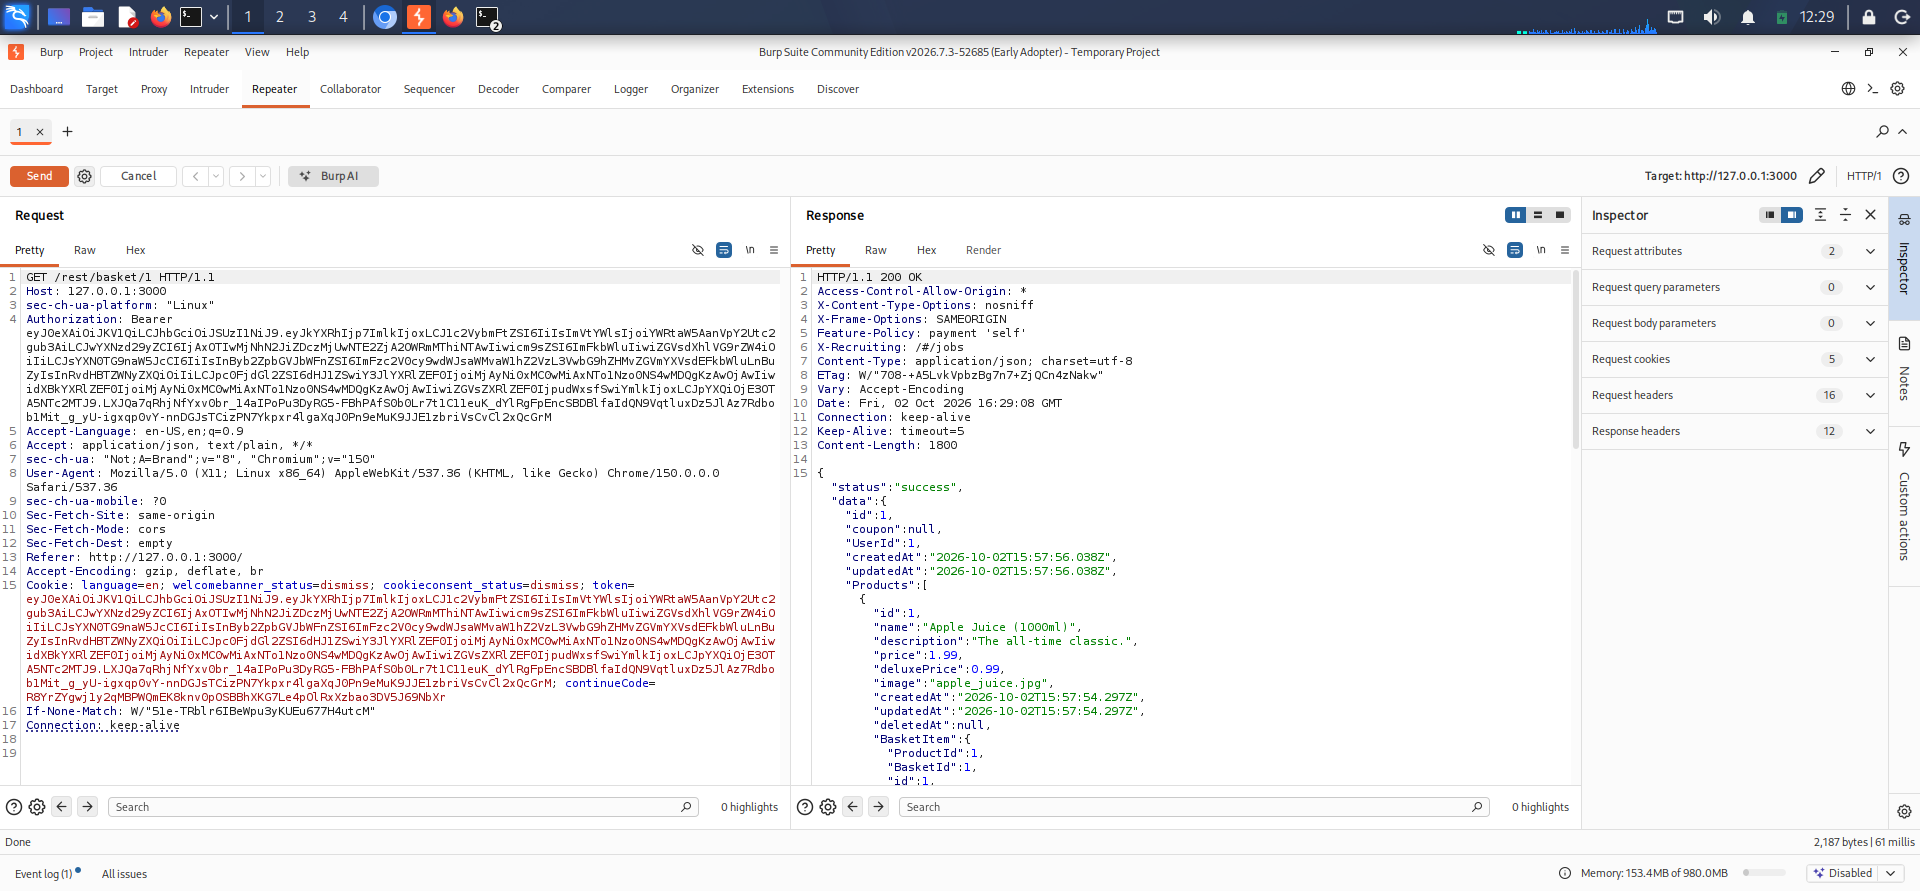 1 2 3 4
2
12:29
Burp Project Intruder Repeater View Help
Burp Suite Community Edition v2026.7.3-52685 (Early Adopter) - Temporary Project
Dashboard Target Proxy Intruder Repeater Collaborator Sequencer Decoder Comparer Logger Organizer Extensions Discover
1
Send Cancel Burp AI
Target: http://127.0.0.1:3000 HTTP/1
Request
Pretty Raw Hex
\n
1 GET /rest/basket/1 HTTP/1.1
2 Host: 127.0.0.1:3000
3 sec-ch-ua-platform: "Linux"
4 Authorization: Bearer
5 Accept-Language: en-US,en;q=0.9
6 Accept: application/json, text/plain, */*
7 sec-ch-ua: "Not;A=Brand";v="8", "Chromium";v="150"
8 User-Agent: Mozilla/5.0 (X11; Linux x86_64) AppleWebKit/537.36 (KHTML, like Gecko) Chrome/150.0.0.0
Safari/537.36
9 sec-ch-ua-mobile: ?0
10 Sec-Fetch-Site: same-origin
11 Sec-Fetch-Mode: cors
12 Sec-Fetch-Dest: empty
13 Referer: http://127.0.0.1:3000/
14 Accept-Encoding: gzip, deflate, br
15 Cookie: language=en; welcomebanner_status=dismiss; cookieconsent_status=dismiss; token=
continueCode=
16 If-None-Match: W/"51e-TRblr6IBeWpu3yKUEu677H4utcM"
17 Connection: keep-alive
18
19
Search
0 highlights
Response
Pretty Raw Hex Render
\n
1 HTTP/1.1 200 OK
2 Access-Control-Allow-Origin: *
3 X-Content-Type-Options: nosniff
4 X-Frame-Options: SAMEORIGIN
5 Feature-Policy: payment 'self'
6 X-Recruiting: /#/jobs
7 Content-Type: application/json; charset=utf-8
8 ETag: W/"708-+A5LvkVpbzBg7n7+ZjQCn4zNakw"
9 Vary: Accept-Encoding
10 Date: Fri, 02 Oct 2026 16:29:08 GMT
11 Connection: keep-alive
12 Keep-Alive: timeout=5
13 Content-Length: 1800
14
15 {
"status":"success",
"data":{
"id":1,
"coupon":null,
"UserId":1,
"createdAt":"2026-10-02T15:57:56.038Z",
"updatedAt":"2026-10-02T15:57:56.038Z",
"Products":[
{
"id":1,
"name":"Apple Juice (1000ml)",
"description":"The all-time classic.",
"price":1.99,
"deluxePrice":0.99,
"image":"apple_juice.jpg",
"createdAt":"2026-10-02T15:57:54.297Z",
"updatedAt":"2026-10-02T15:57:54.297Z",
"deletedAt":null,
"BasketItem":{
"ProductId":1,
"BasketId":1,
"id":1,
Search
0 highlights
Inspector
Request attributes 2
Request query parameters 0
Request body parameters 0
Request cookies 5
Request headers 16
Response headers 12
Inspector
Notes
Custom actions
Done
2,187 bytes | 61 millis
Event log (1) All issues
Memory: 153.4MB of 980.0MB
Disabled